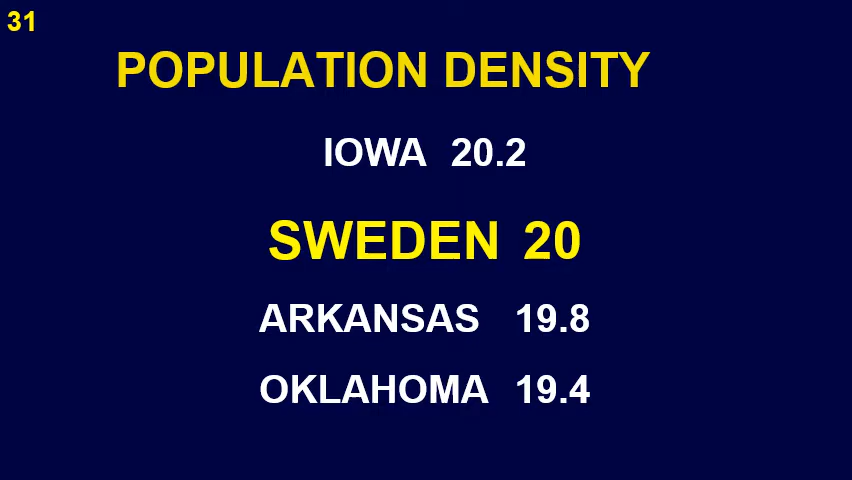 31
POPULATION DENSITY
IOWA 20.2
SWEDEN 20
ARKANSAS 19.8
OKLAHOMA 19.4